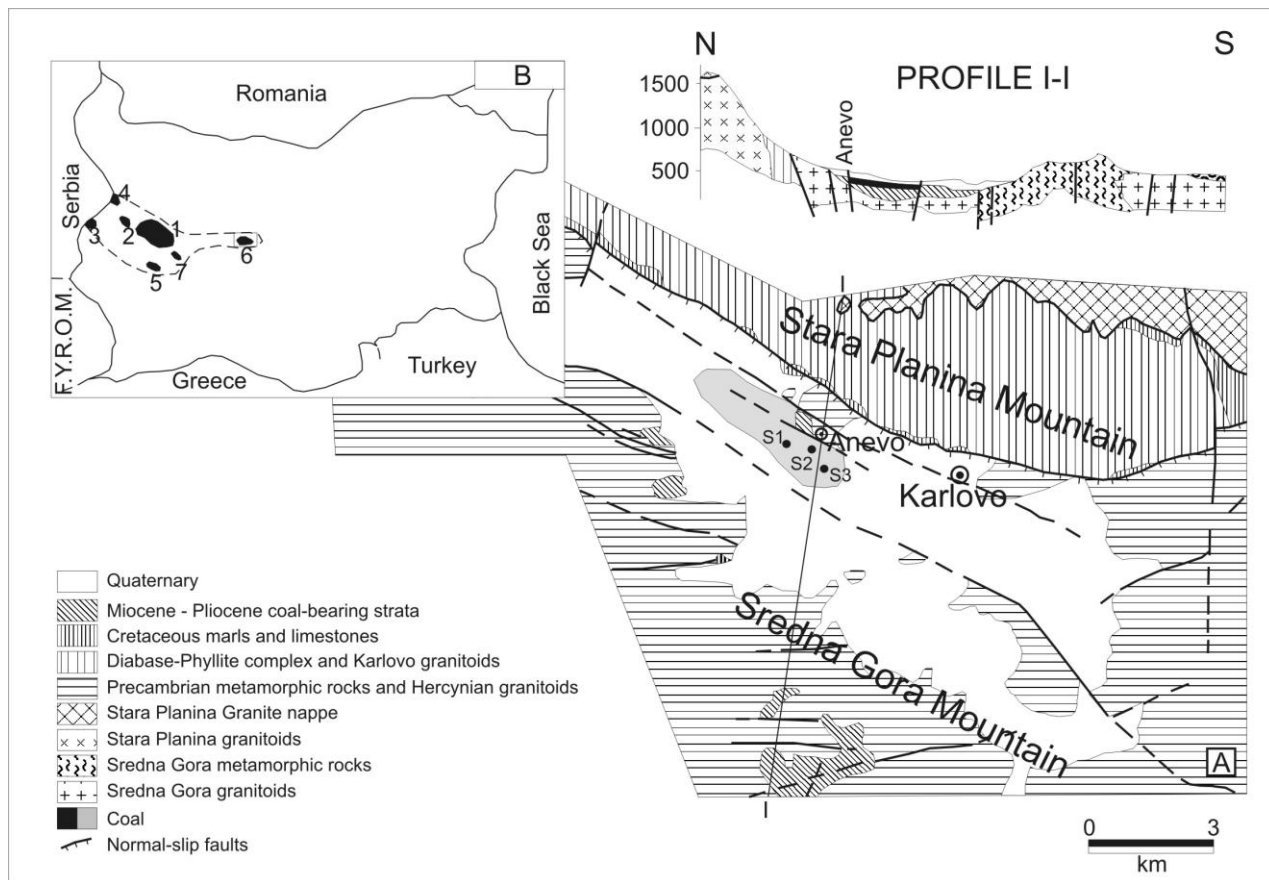 B
Romania
Serbia
4
3
2
1
6
5
7
F.Y.R.O.M.
Greece
Turkey
Black Sea
N
S
PROFILE I-I
1500
1000
500
Anevo
I
Stara Planina Mountain
Anevo
S1
S2
S3
Karlovo
Sredna Gora Mountain
I
A
Quaternary
Miocene - Pliocene coal-bearing strata
Cretaceous marls and limestones
Diabase-Phyllite complex and Karlovo granitoids
Precambrian metamorphic rocks and Hercynian granitoids
Stara Planina Granite nappe
Stara Planina granitoids
Sredna Gora metamorphic rocks
Sredna Gora granitoids
Coal
Normal-slip faults
0 3
km